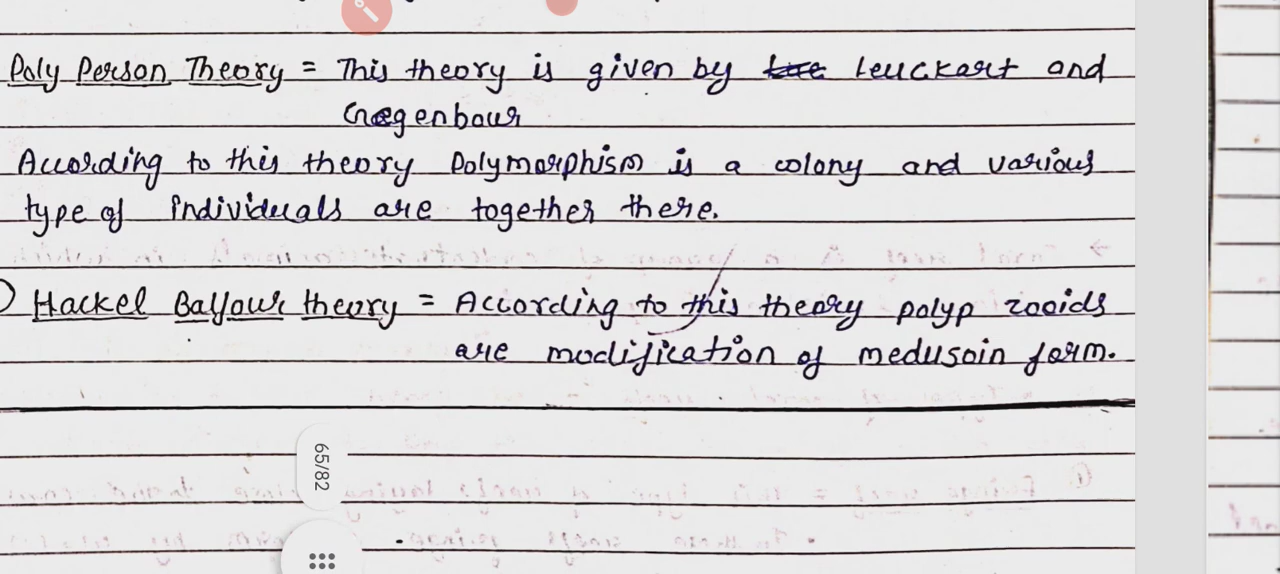 Poly Person Theory = This theory is given by Leuckart and
Gegenbour
According to this theory Polymorphism is a colony and various
type of individuals are together there.
Hackel Balfour theory = According to this theory polyp zooids
are modification of medusoin form.
65/82